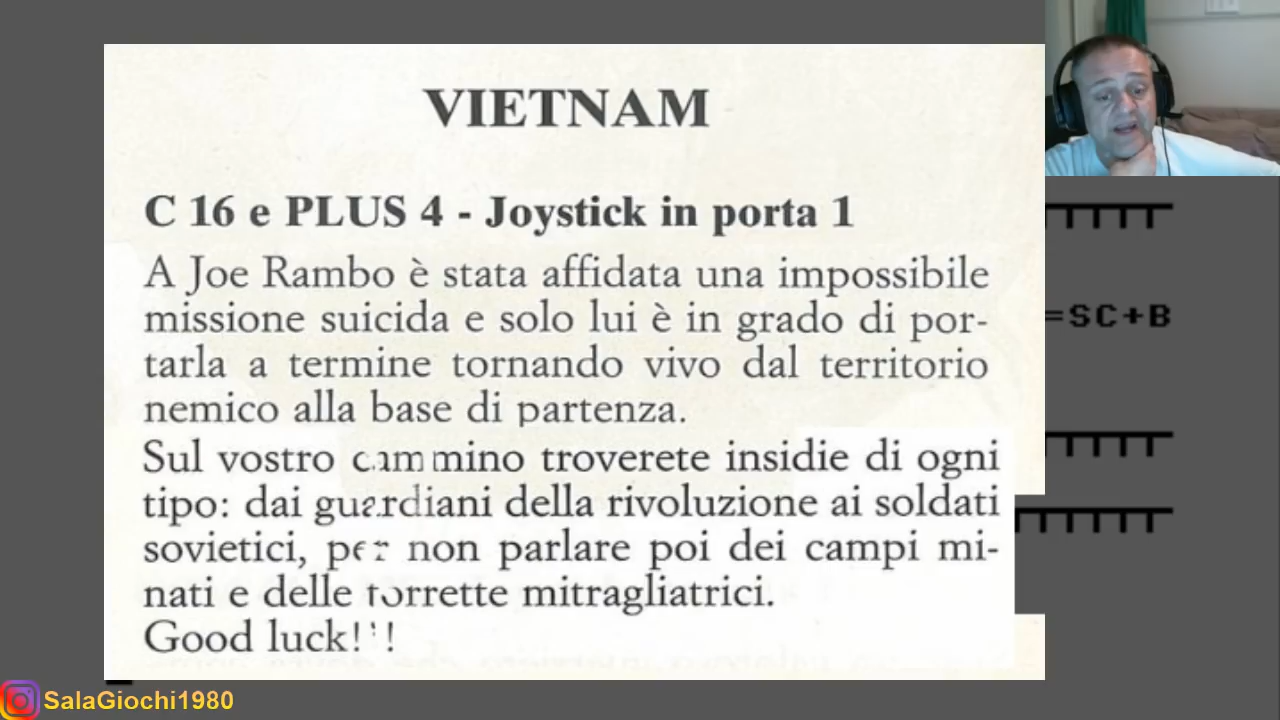 VIETNAM
C 16 e PLUS 4 - Joystick in porta 1
A Joe Rambo è stata affidata una impossibile
missione suicida e solo lui è in grado di por-
tarla a termine tornando vivo dal territorio
nemico alla base di partenza.
Sul vostro cammino troverete insidie di ogni
tipo: dai guardiani della rivoluzione ai soldati
sovietici, per non parlare poi dei campi mi-
nati e delle torrette mitragliatrici.
Good luck!!!
=SC+B
SalaGiochi1980